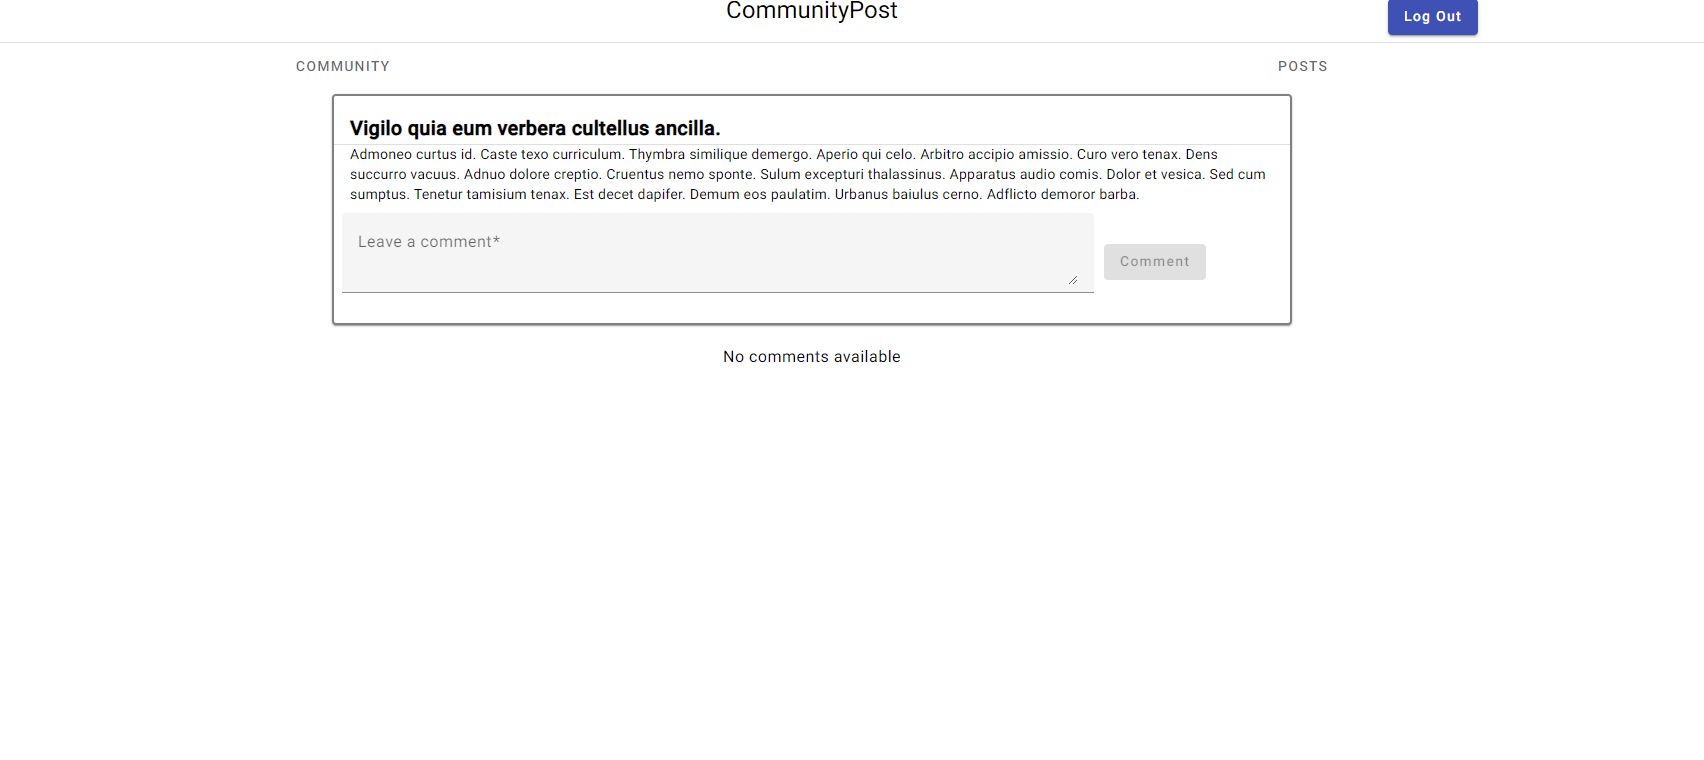 CommunityPost
Log Out
COMMUNITY
POSTS
Vigilo quia eum verbera cultellus ancilla.
Admoneo curtus id. Caste texo curriculum. Thymbra similique demergo. Aperio qui celo. Arbitro accipio amissio. Curo vero tenax. Dens
succurro vacuus. Adnuo dolore creptio. Cruentus nemo sponte. Sulum excepturi thalassinus. Apparatus audio comis. Dolor et vesica. Sed cum
sumptus. Tenetur tamisium tenax. Est decet dapifer. Demum eos paulatim. Urbanus baiulus cerno. Adflicto demoror barba.
Leave a comment*
Comment
No comments available